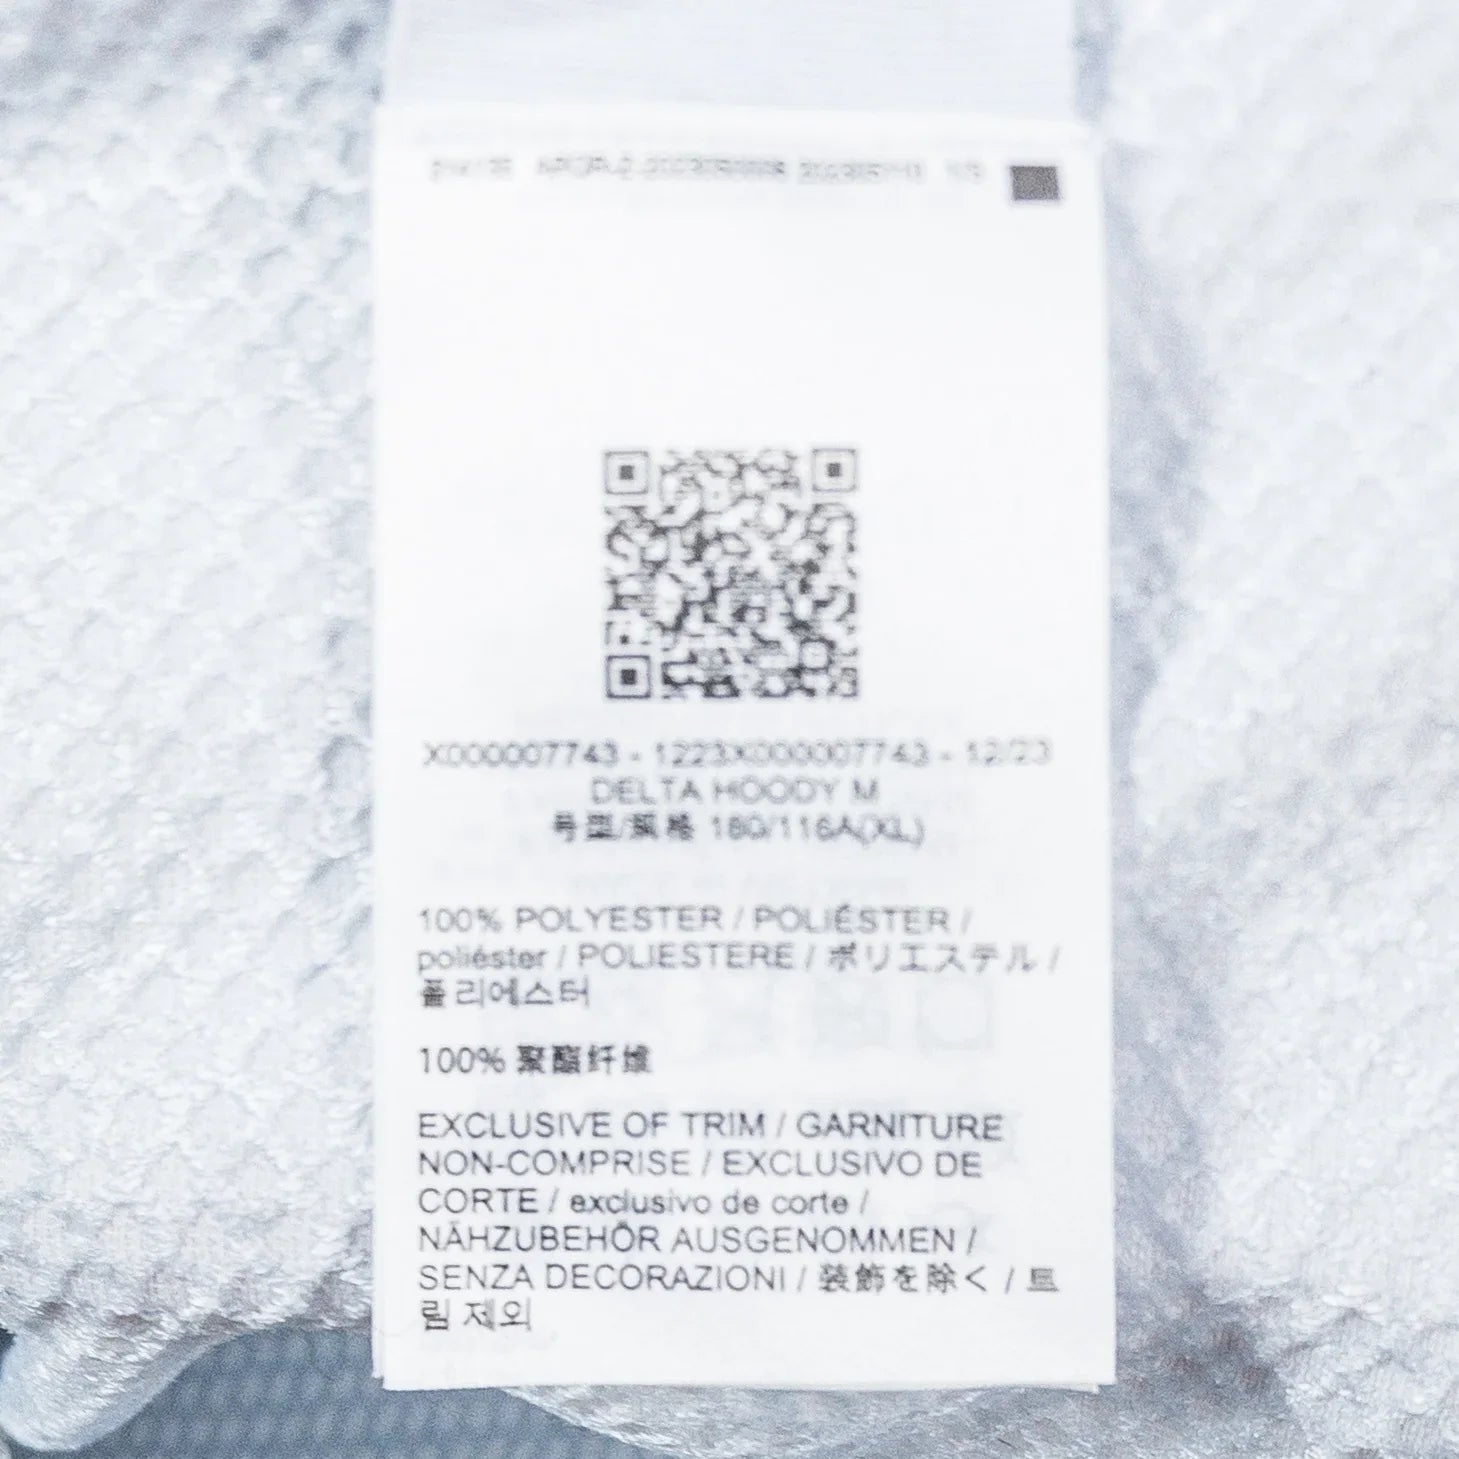 X000007743 - 1223X000007743 - 12/23
DELTA HOODY M
号型/规格 180/116A(XL)
100% POLYESTER / POLIÉSTER /
poliéster / POLIESTERE / ポリエステル /
폴리에스터
100% 聚酯纤维
EXCLUSIVE OF TRIM / GARNITURE
NON-COMPRISE / EXCLUSIVO DE
CORTE / exclusivo de corte /
NÄHZUBEHÖR AUSGENOMMEN /
SENZA DECORAZIONI / 装飾を除く / 트
림 제외